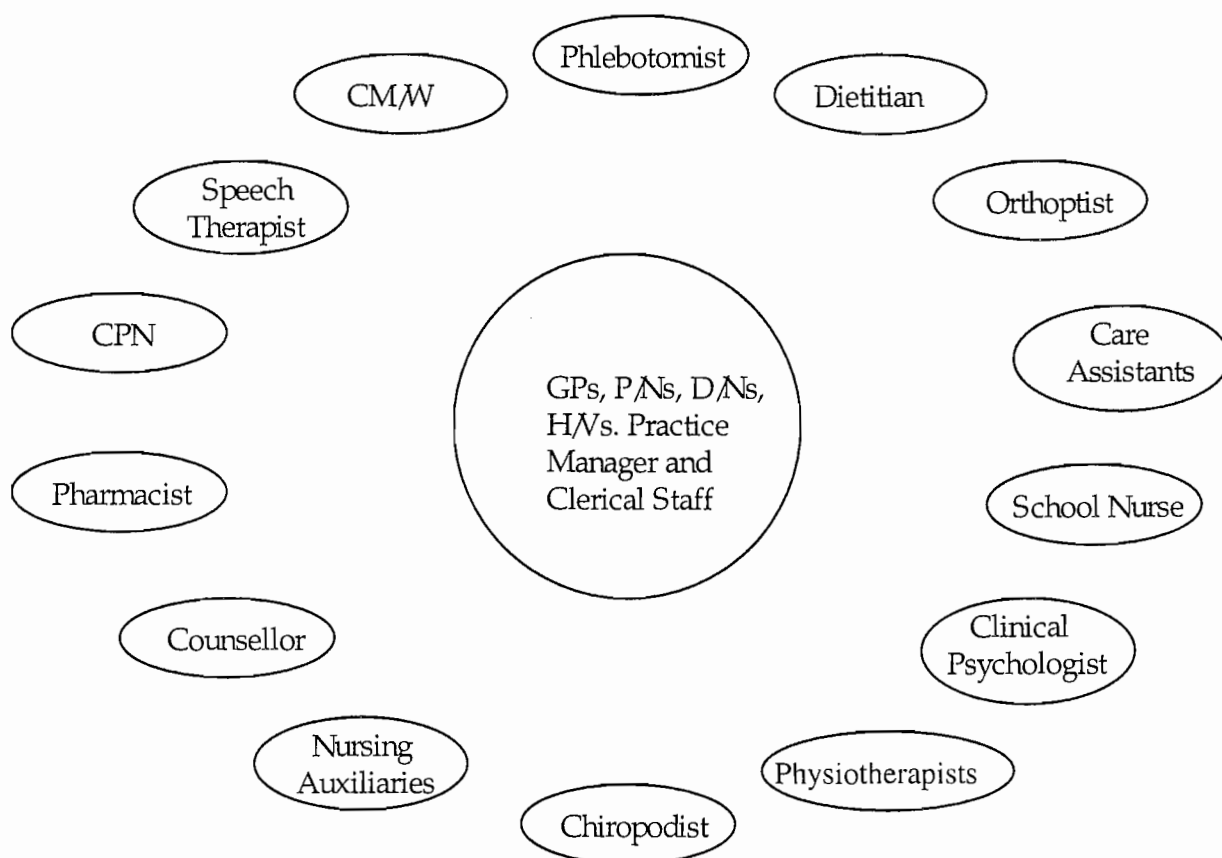 Phlebotomist
CM/W
Dietitian
Speech
Therapist
Orthoptist
CPN
Care
Assistants
GPs, P/Ns, D/Ns,
H/Vs. Practice
Manager and
Clerical Staff
Pharmacist
School Nurse
Counsellor
Clinical
Psychologist
Nursing
Auxiliaries
Physiotherapists
Chiropodist